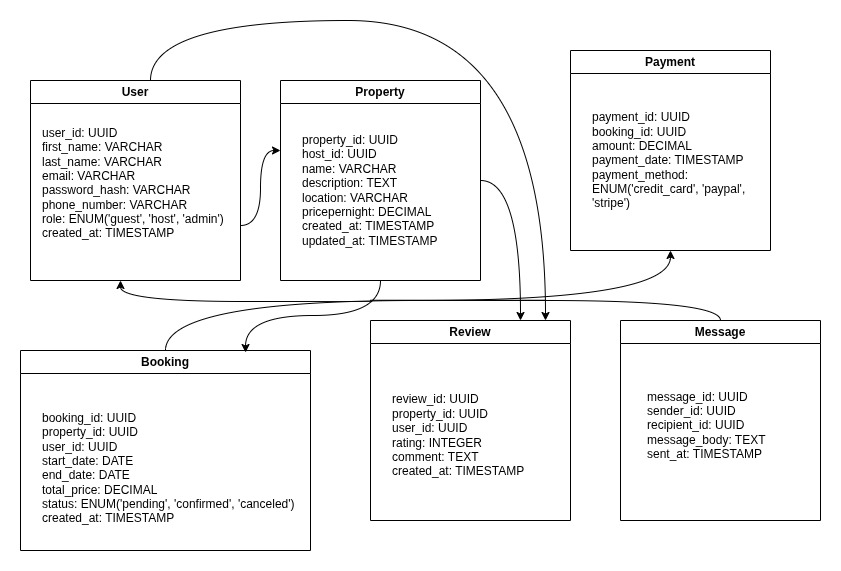 User
user_id: UUID
first_name: VARCHAR
last_name: VARCHAR
email: VARCHAR
password_hash: VARCHAR
phone_number: VARCHAR
role: ENUM('guest', 'host', 'admin')
created_at: TIMESTAMP
Property
property_id: UUID
host_id: UUID
name: VARCHAR
description: TEXT
location: VARCHAR
pricepernight: DECIMAL
created_at: TIMESTAMP
updated_at: TIMESTAMP
Payment
payment_id: UUID
booking_id: UUID
amount: DECIMAL
payment_date: TIMESTAMP
payment_method:
ENUM('credit_card', 'paypal',
'stripe')
Booking
booking_id: UUID
property_id: UUID
user_id: UUID
start_date: DATE
end_date: DATE
total_price: DECIMAL
status: ENUM('pending', 'confirmed', 'canceled')
created_at: TIMESTAMP
Review
review_id: UUID
property_id: UUID
user_id: UUID
rating: INTEGER
comment: TEXT
created_at: TIMESTAMP
Message
message_id: UUID
sender_id: UUID
recipient_id: UUID
message_body: TEXT
sent_at: TIMESTAMP